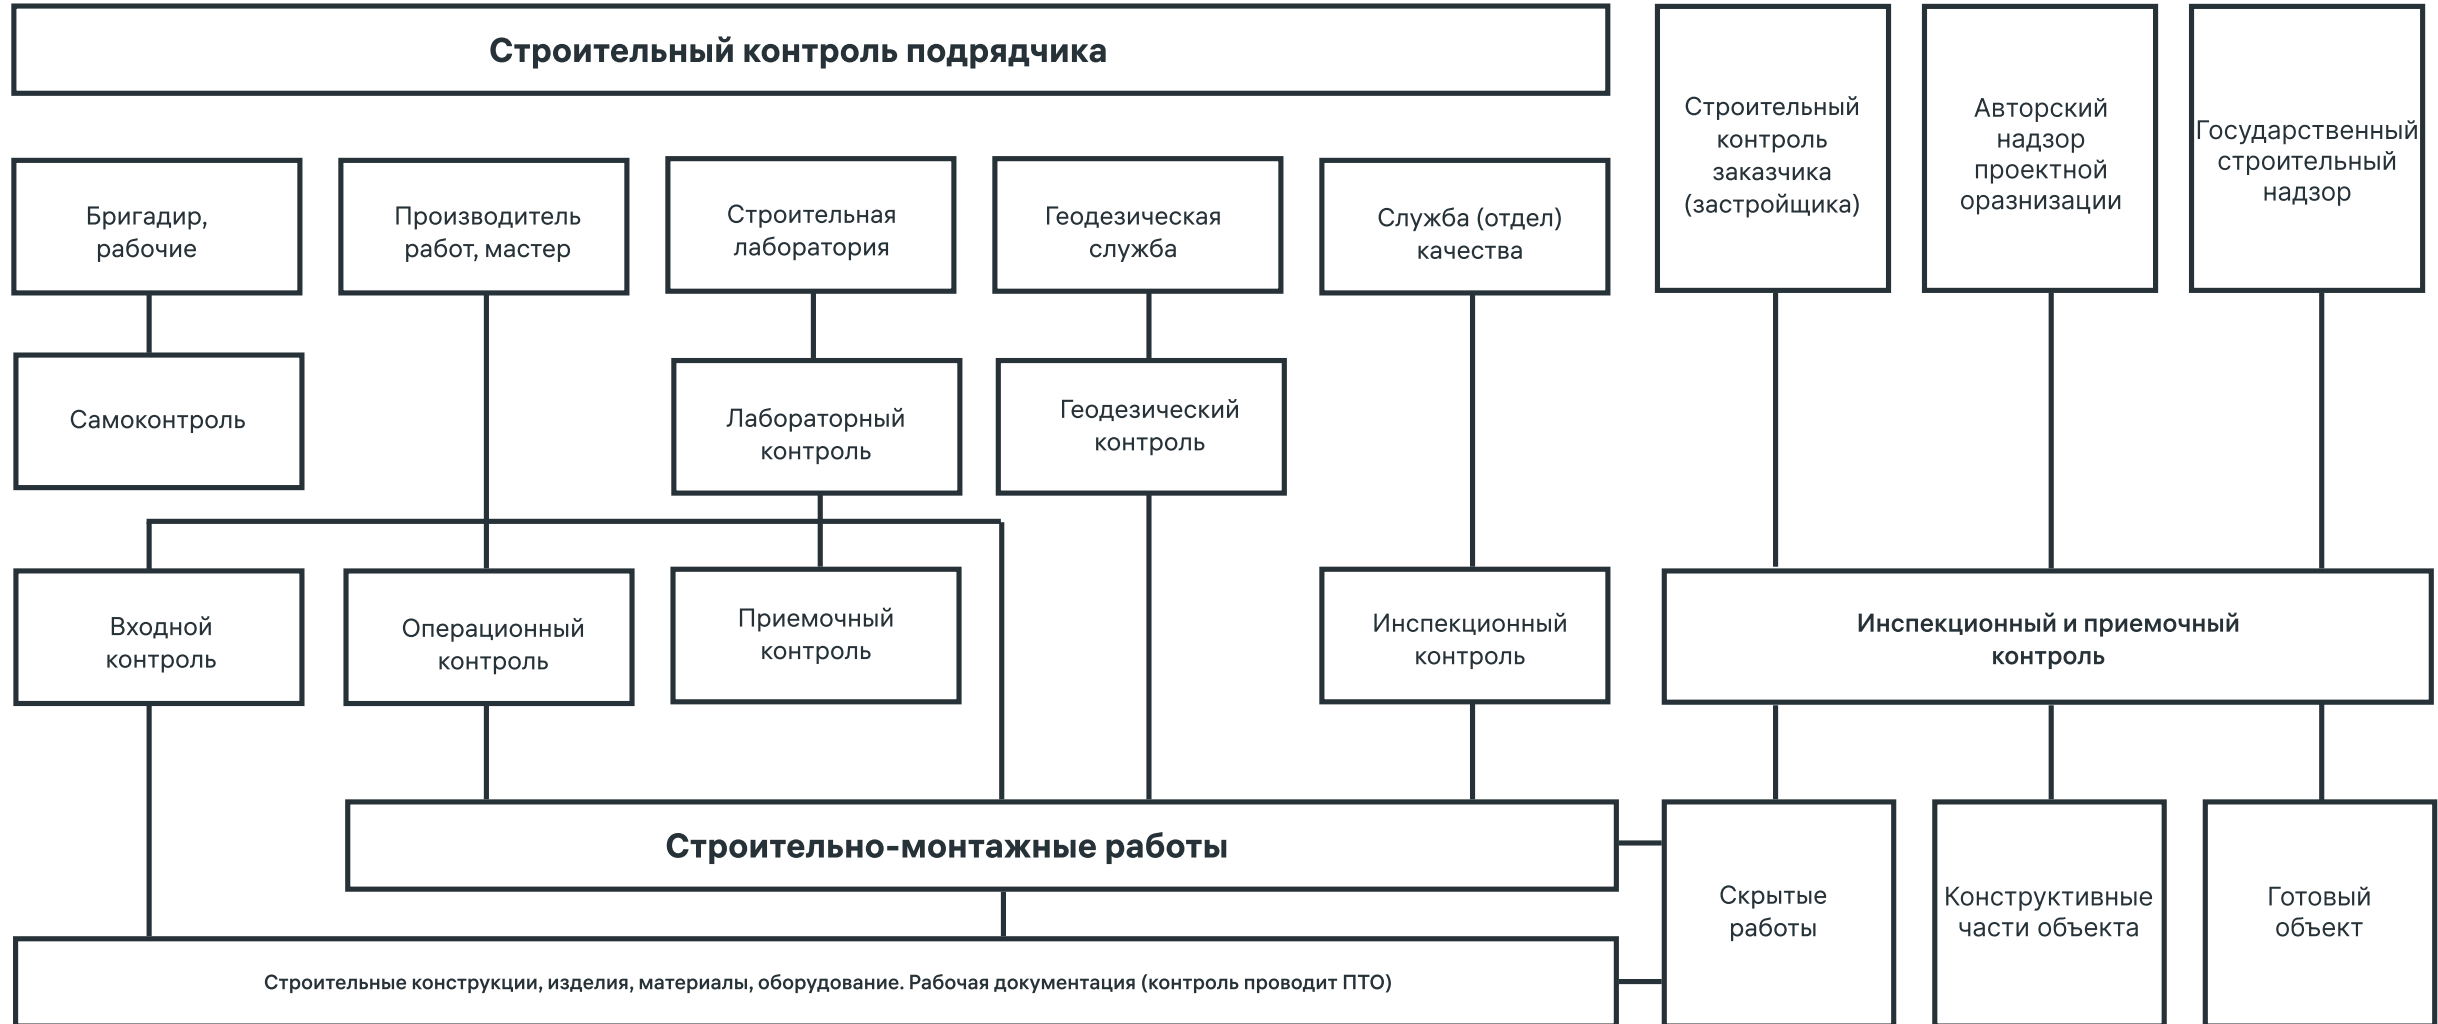 Строительный контроль подрядчика
Строительный
контроль
заказчика
(застройщика)
Авторский
надзор
проектной
оразнизации
Государственный
строительный
надзор
Бригадир,
рабочие
Производитель
работ, мастер
Строительная
лаборатория
Геодезическая
служба
Служба (отдел)
качества
Самоконтроль
Лабораторный
контроль
Геодезический
контроль
Входной
контроль
Операционный
контроль
Приемочный
контроль
Инспекционный
контроль
Инспекционный и приемочный
контроль
Строительно-монтажные работы
Скрытые
работы
Конструктивные
части объекта
Готовый
объект
Строительные конструкции, изделия, материалы, оборудование. Рабочая документация (контроль проводит ПТО)